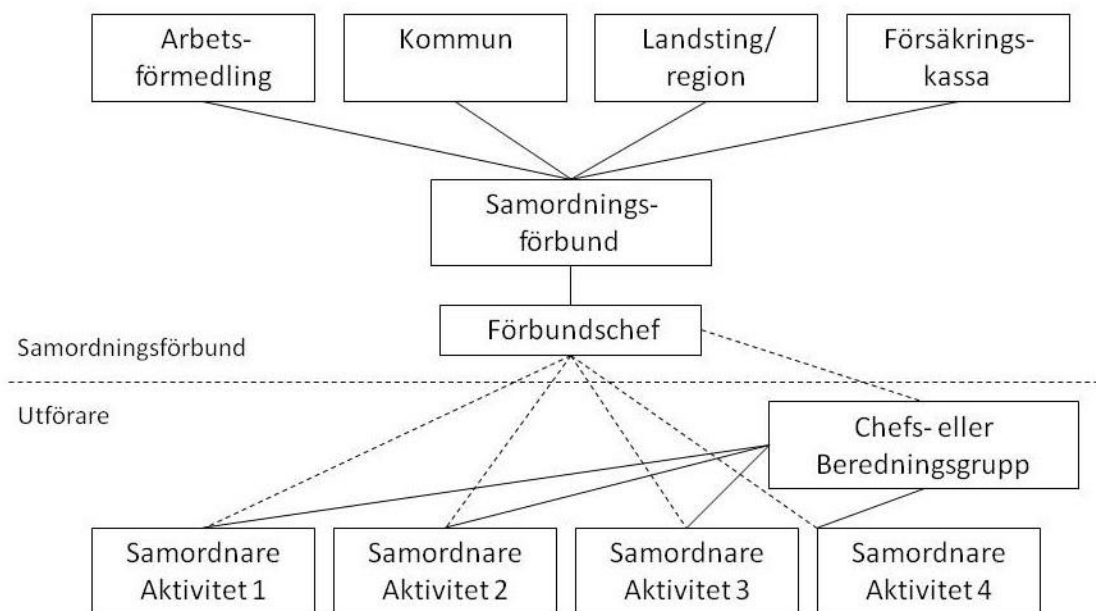 Arbets-
förmedling
Kommun
Landsting/
region
Försäkrings-
kassa
Samordnings-
förbund
Förbundschef
Samordningsförbund
Utförare
Chefs- eller
Beredningsgrupp
Samordnare
Aktivitet 1
Samordnare
Aktivitet 2
Samordnare
Aktivitet 3
Samordnare
Aktivitet 4